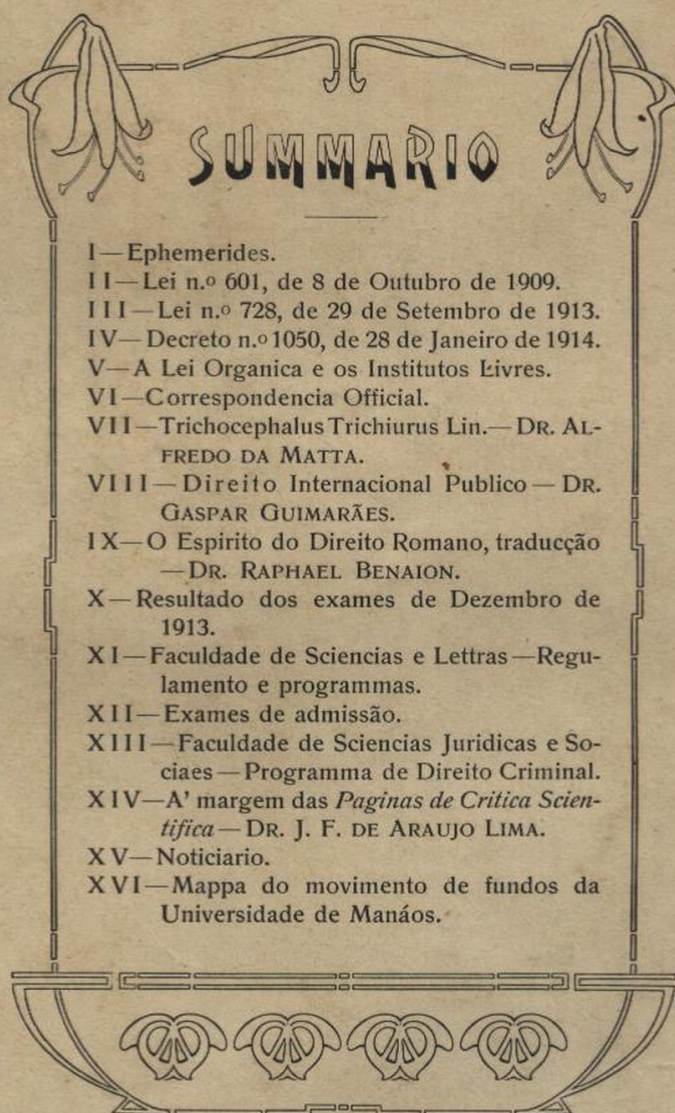 SUMMARIO
I—Ephemerides.
II—Lei n.º 601, de 8 de Outubro de 1909.
III—Lei n.º 728, de 29 de Setembro de 1913.
IV—Decreto n.º 1050, de 28 de Janeiro de 1914.
V—A Lei Organica e os Institutos Livres.
VI—Correspondencia Official.
VII—Trichocephalus Trichiurus Lin.—DR. AL-
FREDO DA MATTA.
VIII—Direito Internacional Publico—DR.
GASPAR GUIMARÃES.
IX—O Espirito do Direito Romano, traducção
—DR. RAPHAEL BENAION.
X—Resultado dos exames de Dezembro de
1913.
XI—Faculdade de Sciencias e Lettras—Regu-
lamento e programmas.
XII—Exames de admissão.
XIII—Faculdade de Sciencias Juridicas e So-
ciaes—Programma de Direito Criminal.
XIV—A' margem das Paginas de Critica Scien-
tifica—DR. J. F. DE ARAUJO LIMA.
XV—Noticiario.
XVI—Mappa do movimento de fundos da
Universidade de Manáos.